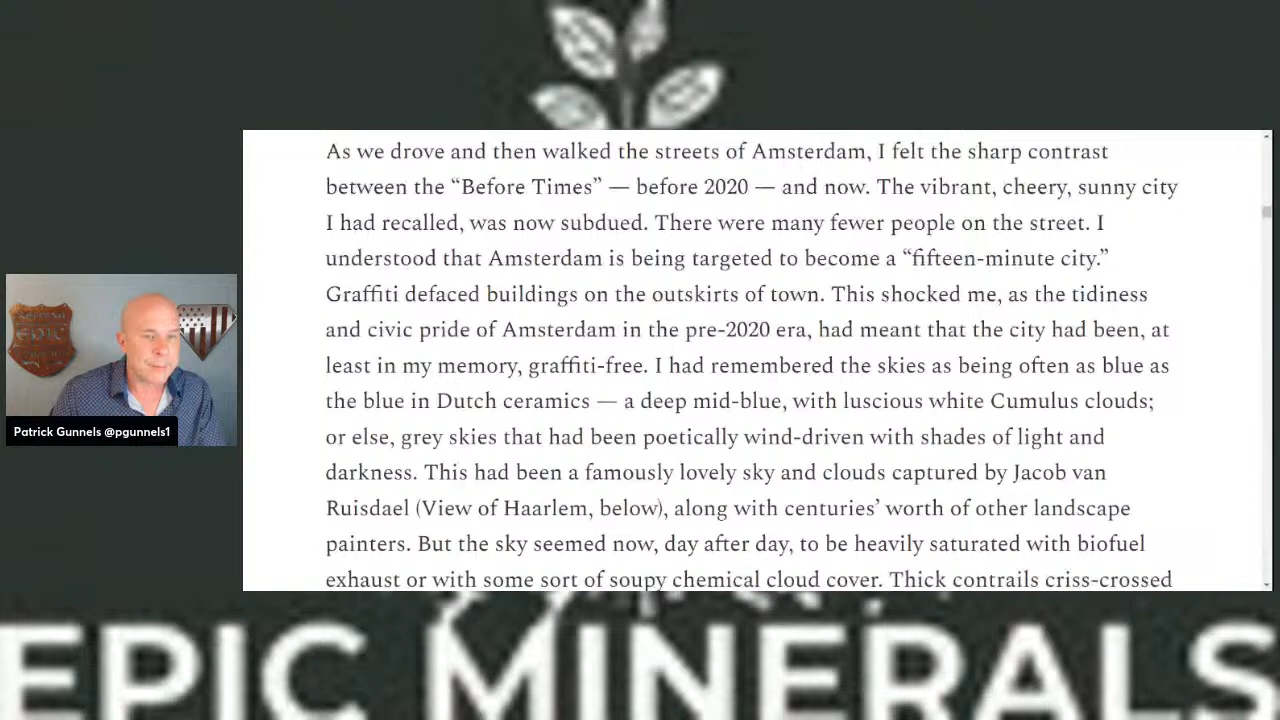 As we drove and then walked the streets of Amsterdam, I felt the sharp contrast
between the “Before Times” — before 2020 — and now. The vibrant, cheery, sunny city
I had recalled, was now subdued. There were many fewer people on the street. I
understood that Amsterdam is being targeted to become a “fifteen-minute city.”
Graffiti defaced buildings on the outskirts of town. This shocked me, as the tidiness
and civic pride of Amsterdam in the pre-2020 era, had meant that the city had been, at
least in my memory, graffiti-free. I had remembered the skies as being often as blue as
the blue in Dutch ceramics — a deep mid-blue, with luscious white Cumulus clouds;
or else, grey skies that had been poetically wind-driven with shades of light and
darkness. This had been a famously lovely sky and clouds captured by Jacob van
Ruisdael (View of Haarlem, below), along with centuries’ worth of other landscape
painters. But the sky seemed now, day after day, to be heavily saturated with biofuel
exhaust or with some sort of soupy chemical cloud cover. Thick contrails criss-crossed
EPIC
Patrick Gunnels @pgunnels1
EPIC MINERALS